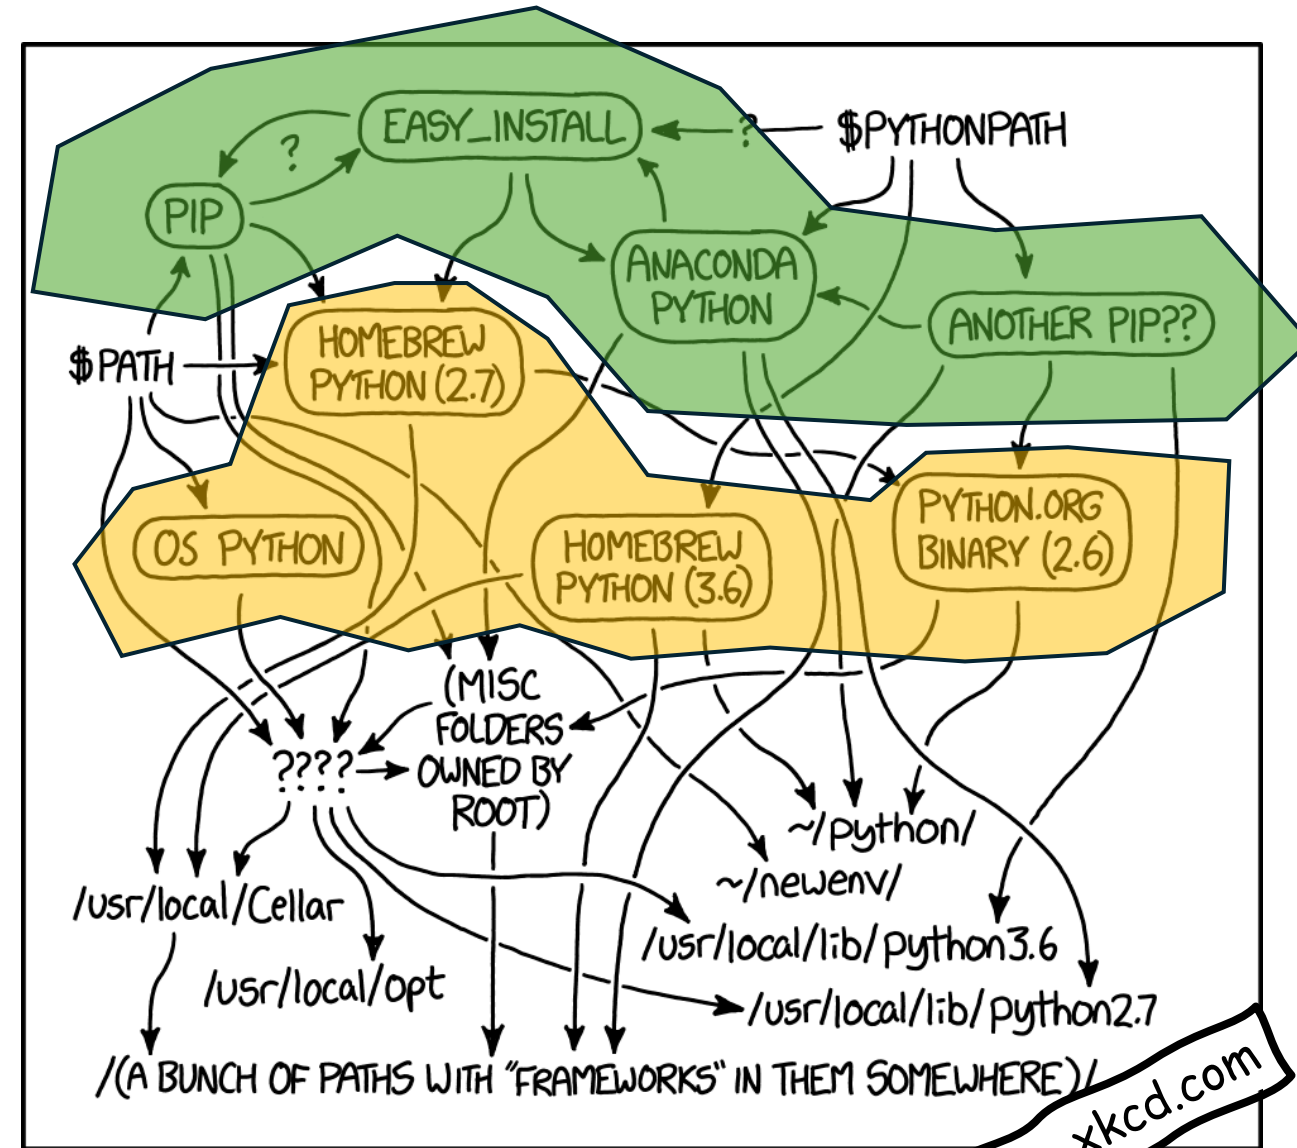 EASY_INSTALL
?
$PYTHONPATH
?
PIP
ANACONDA
PYTHON
ANOTHER PIP??
HOMEBREW
PYTHON (2.7)
$PATH
OS PYTHON
HOMEBREW
PYTHON (3.6)
PYTHON.ORG
BINARY (2.6)
(MISC
FOLDERS
OWNED BY
ROOT)
????
~/python/
~/newenv/
/usr/local/Cellar
/usr/local/lib/python3.6
/usr/local/opt
/usr/local/lib/python2.7
/(A BUNCH OF PATHS WITH "FRAMEWORKS" IN THEM SOMEWHERE)/
xkcd.com